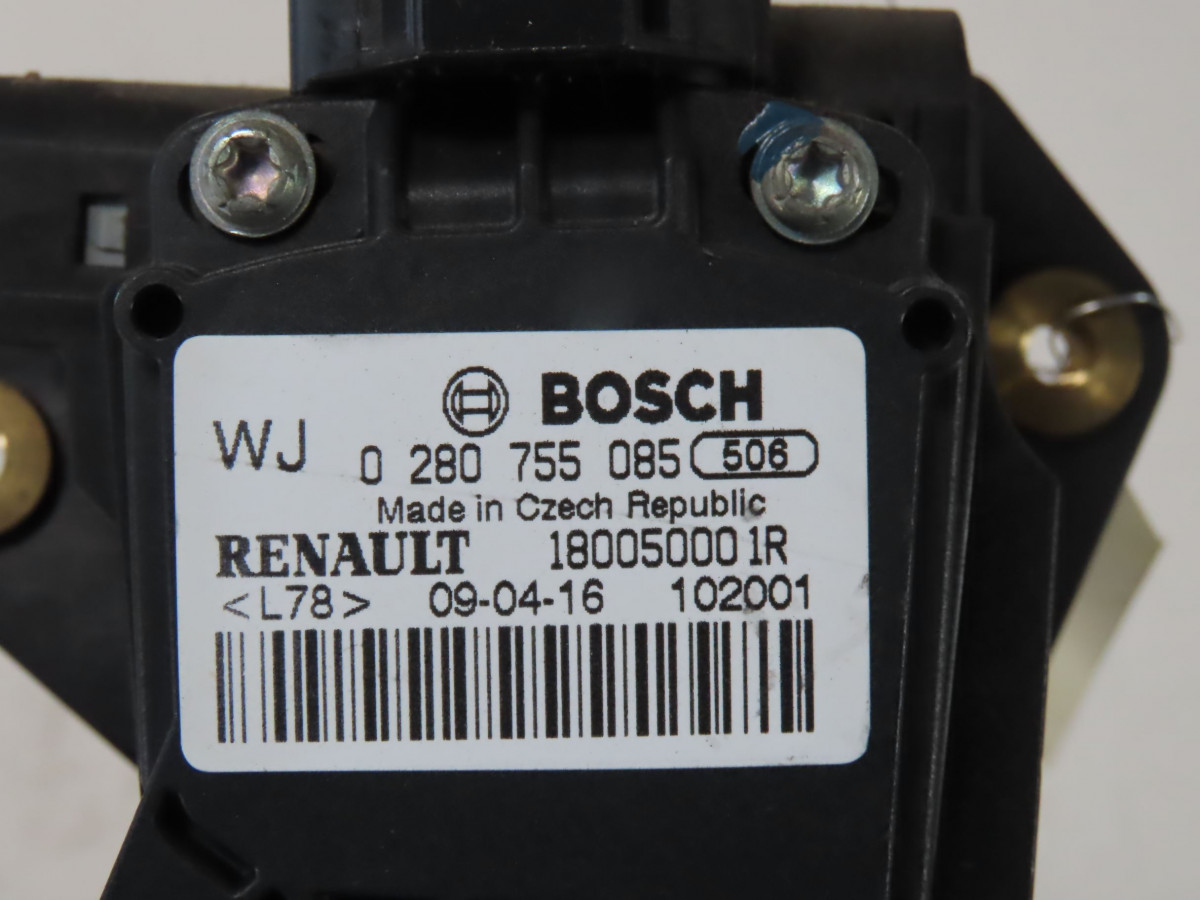 BOSCH
WJ 0 280 755 085 506
Made in Czech Republic
RENAULT 180050001R
<L78> 09-04-16 102001